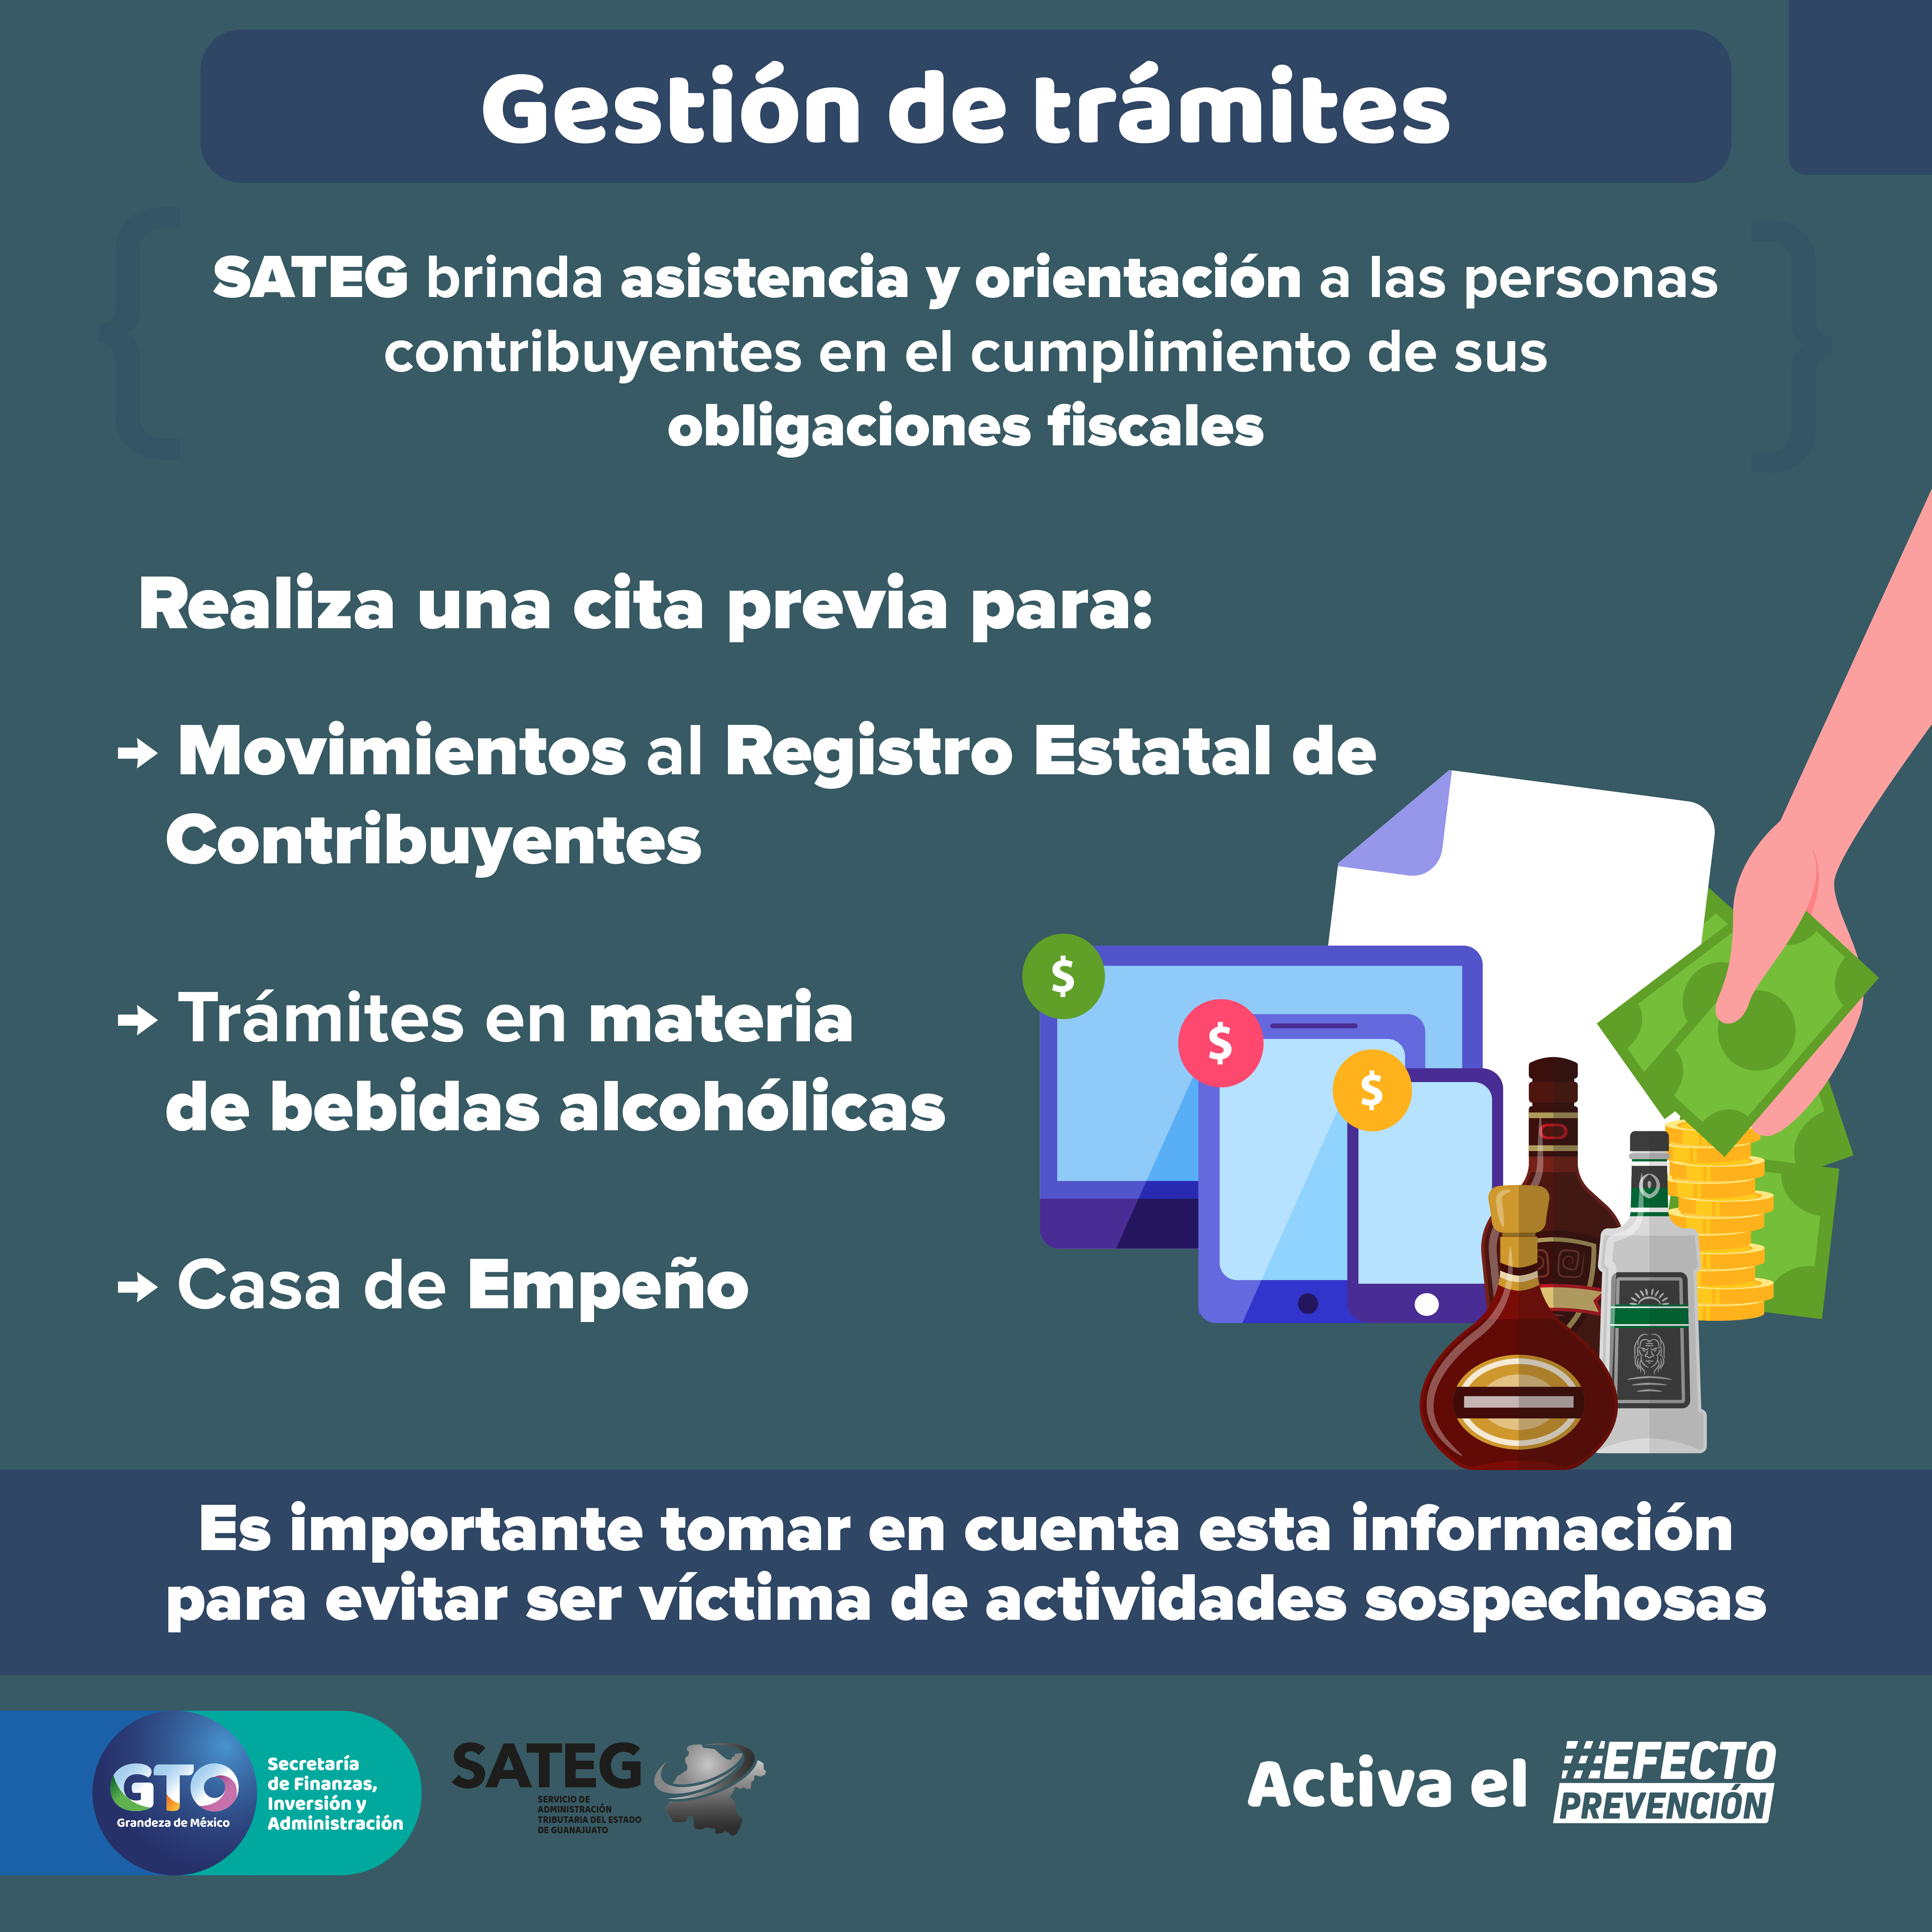 Gestión de trámites
SATEG brinda asistencia y orientación a las personas
contribuyentes en el cumplimiento de sus
obligaciones fiscales
Realiza una cita previa para:
Movimientos al Registro Estatal de
Contribuyentes
Trámites en materia
de bebidas alcohólicas
Casa de Empeño
$
$
$
Es importante tomar en cuenta esta información
para evitar ser víctima de actividades sospechosas
GTO
Grandeza de México
Secretaría
de Finanzas,
Inversión y
Administración
SATEG
SERVICIO DE
ADMINISTRACIÓN
TRIBUTARIA DEL ESTADO
DE GUANAJUATO
Activa el
EFECTO
PREVENCIÓN